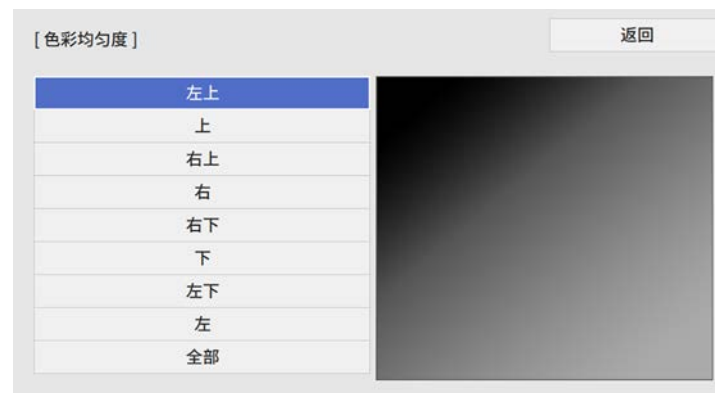 [ 色彩均匀度 ]
返回
左上
上
右上
右
右下
下
左下
左
全部